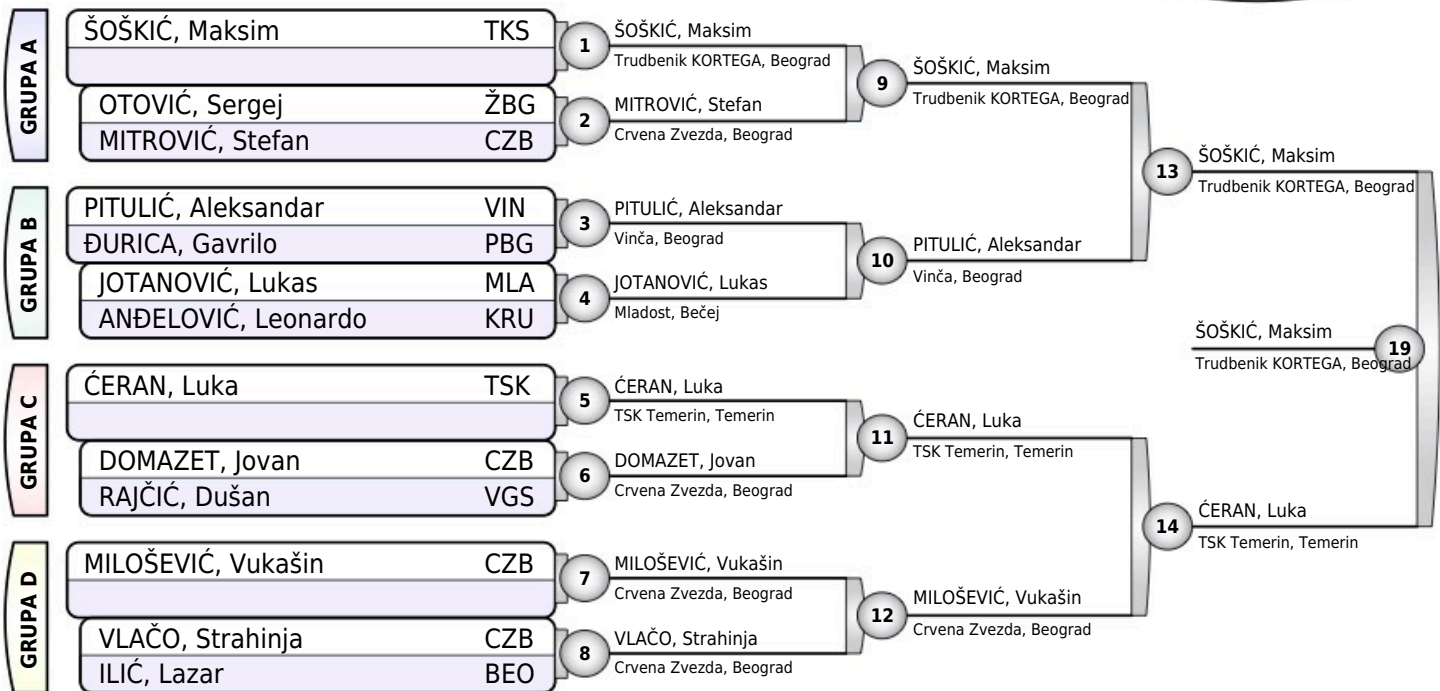 GRUPA A
ŠOŠKIĆ, Maksim TKS
OTOVIĆ, Sergej ŽBG
MITROVIĆ, Stefan CZB
GRUPA B
PITULIĆ, Aleksandar VIN
ĐURICA, Gavrilo PBG
JOTANOVIĆ, Lukas MLA
ANĐELOVIĆ, Leonardo KRU
GRUPA C
ĆERAN, Luka TSK
DOMAZET, Jovan CZB
RAJČIĆ, Dušan VGS
GRUPA D
MILOŠEVIĆ, Vukašin CZB
VLAČO, Strahinja CZB
ILIĆ, Lazar BEO
1
ŠOŠKIĆ, Maksim
Trudbenik KORTEGA, Beograd
2
MITROVIĆ, Stefan
Crvena Zvezda, Beograd
3
PITULIĆ, Aleksandar
Vinča, Beograd
4
JOTANOVIĆ, Lukas
Mladost, Bečej
5
ĆERAN, Luka
TSK Temerin, Temerin
6
DOMAZET, Jovan
Crvena Zvezda, Beograd
7
MILOŠEVIĆ, Vukašin
Crvena Zvezda, Beograd
8
VLAČO, Strahinja
Crvena Zvezda, Beograd
9
ŠOŠKIĆ, Maksim
Trudbenik KORTEGA, Beograd
10
PITULIĆ, Aleksandar
Vinča, Beograd
11
ĆERAN, Luka
TSK Temerin, Temerin
12
MILOŠEVIĆ, Vukašin
Crvena Zvezda, Beograd
13
ŠOŠKIĆ, Maksim
Trudbenik KORTEGA, Beograd
14
ĆERAN, Luka
TSK Temerin, Temerin
ŠOŠKIĆ, Maksim
19
Trudbenik KORTEGA, Beograd